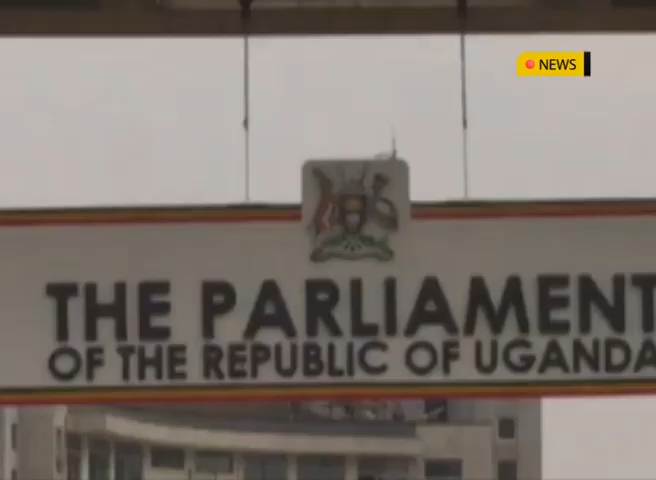 NEWS
THE PARLIAMENT
OF THE REPUBLIC OF UGANDA